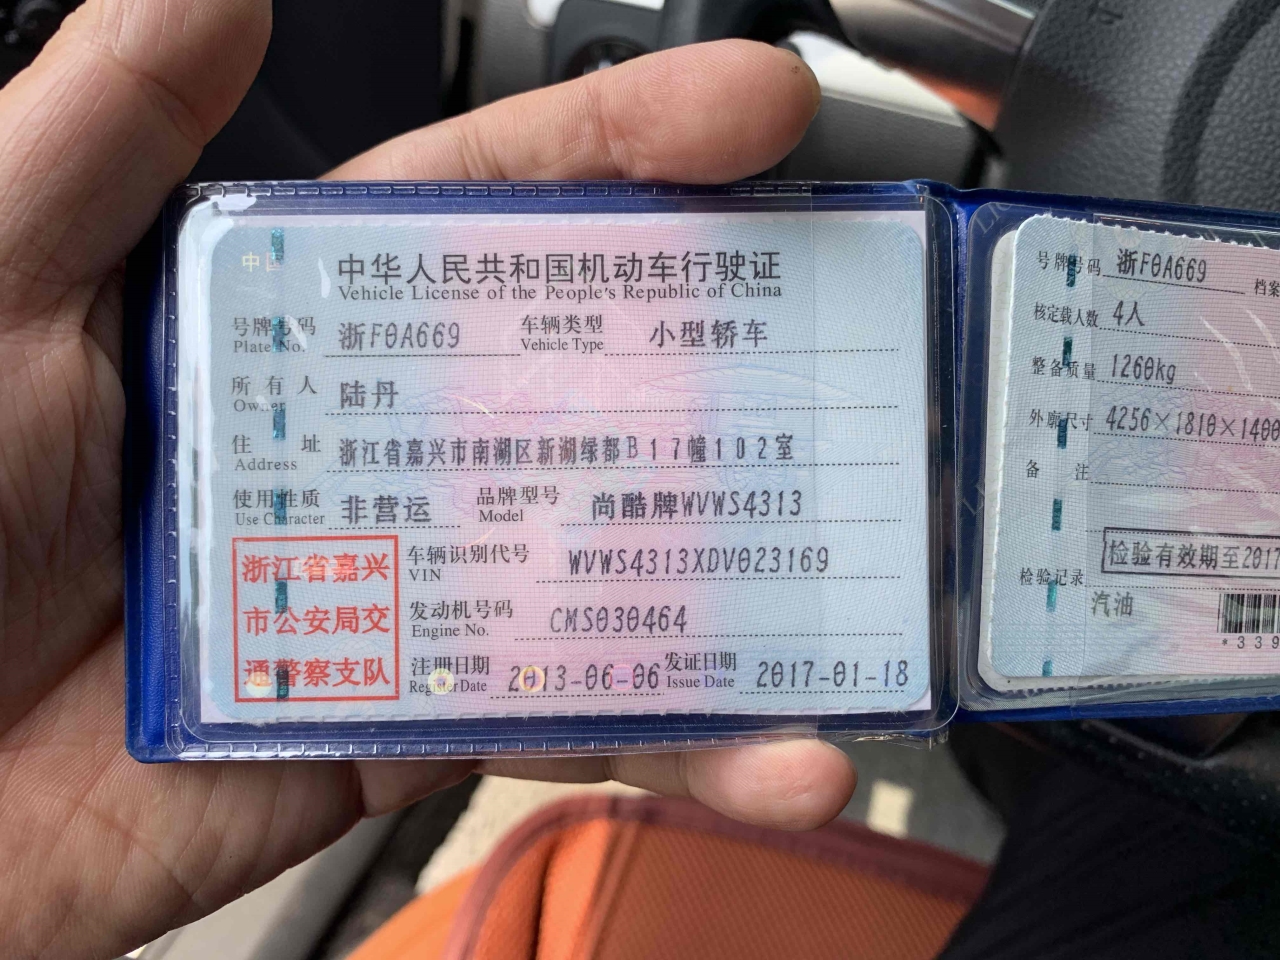 中国
中华人民共和国机动车行驶证
Vehicle License of the People's Republic of China
号牌号码 浙F0A669 车辆类型 小型轿车
Plate No. Vehicle Type
所有人 陆丹
Owner
住址 浙江省嘉兴市南湖区新湖绿都B17幢102室
Address
使用性质 非营运 品牌型号 尚酷牌WVWS4313
Use Character Model
浙江省嘉兴
市公安局交
通警察支队
车辆识别代号 WVWS4313XDV023169
VIN
发动机号码 CMS030464
Engine No.
注册日期 2013-06-06 发证日期 2017-01-18
Register Date Issue Date
号牌号码 浙F0A669 档案
核定载人数 4人
整备质量 1260kg
外廓尺寸 4256×1810×1400
备注
检验有效期至2017
检验记录
汽油
*339